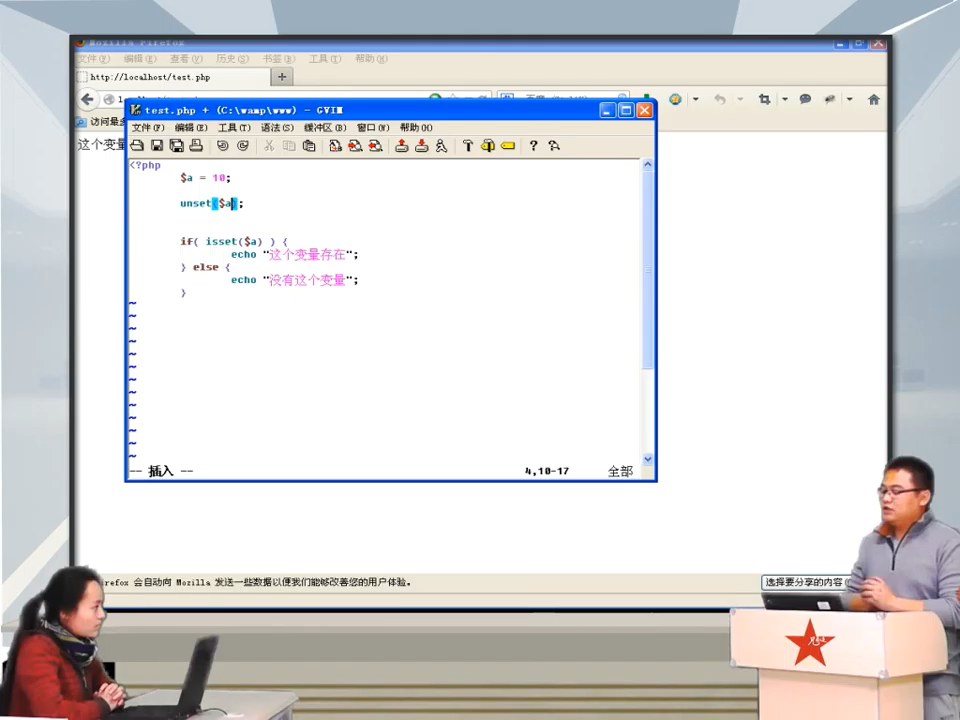 Mozilla Firefox
文件(F) 编辑(E) 查看(V) 历史(S) 书签(B) 工具(T) 帮助(H)
http://localhost/test.php +
访问最
这个变量
test.php + (C:\wamp\www) - GVIM
文件(F) 编辑(E) 工具(T) 语法(S) 缓冲区(B) 窗口(W) 帮助(H)
<?php
$a = 10;
unset($a);
if( isset($a) ) {
echo "这个变量存在";
} else {
echo "没有这个变量";
}
~
~
~
~
~
~
~
~
~
~
~
~
~
-- 插入 -- 4,10-17 全部
irefox 会自动向 Mozilla 发送一些数据以便我们能够改善您的用户体验。
选择要分享的内容(